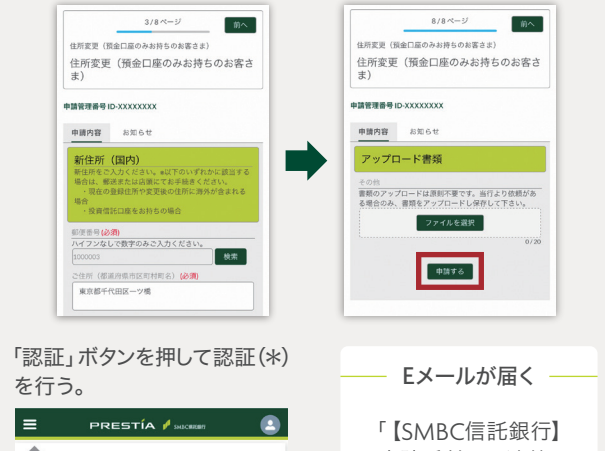 3/8ページ
前へ
住所変更（預金口座のみお持ちのお客さま）
住所変更（預金口座のみお持ちのお客さ
ま）
申請管理番号 ID-XXXXXXXX
申請内容 お知らせ
新住所（国内）
新住所をご入力ください。※以下のいずれかに該当する
場合は、郵送または店頭にてお手続きください。
・現在の登録住所や変更後の住所に海外が含まれる
場合
・投資信託口座をお持ちの場合
郵便番号(必須)
ハイフンなしで数字のみご入力ください。
1000003
検索
ご住所（都道府県市区町村町名）(必須)
東京都千代田区一ツ橋
8/8ページ
前へ
住所変更（預金口座のみお持ちのお客さま）
住所変更（預金口座のみお持ちのお客さ
ま）
申請管理番号 ID-XXXXXXXX
申請内容 お知らせ
アップロード書類
その他
書類のアップロードは原則不要です。当行より依頼があ
る場合のみ、書類をアップロードし保存して下さい。
ファイルを選択
0/20
申請する
「認証」ボタンを押して認証(＊)
を行う。
PRESTÍA SMBC信託銀行
Eメールが届く
「【SMBC信託銀行】